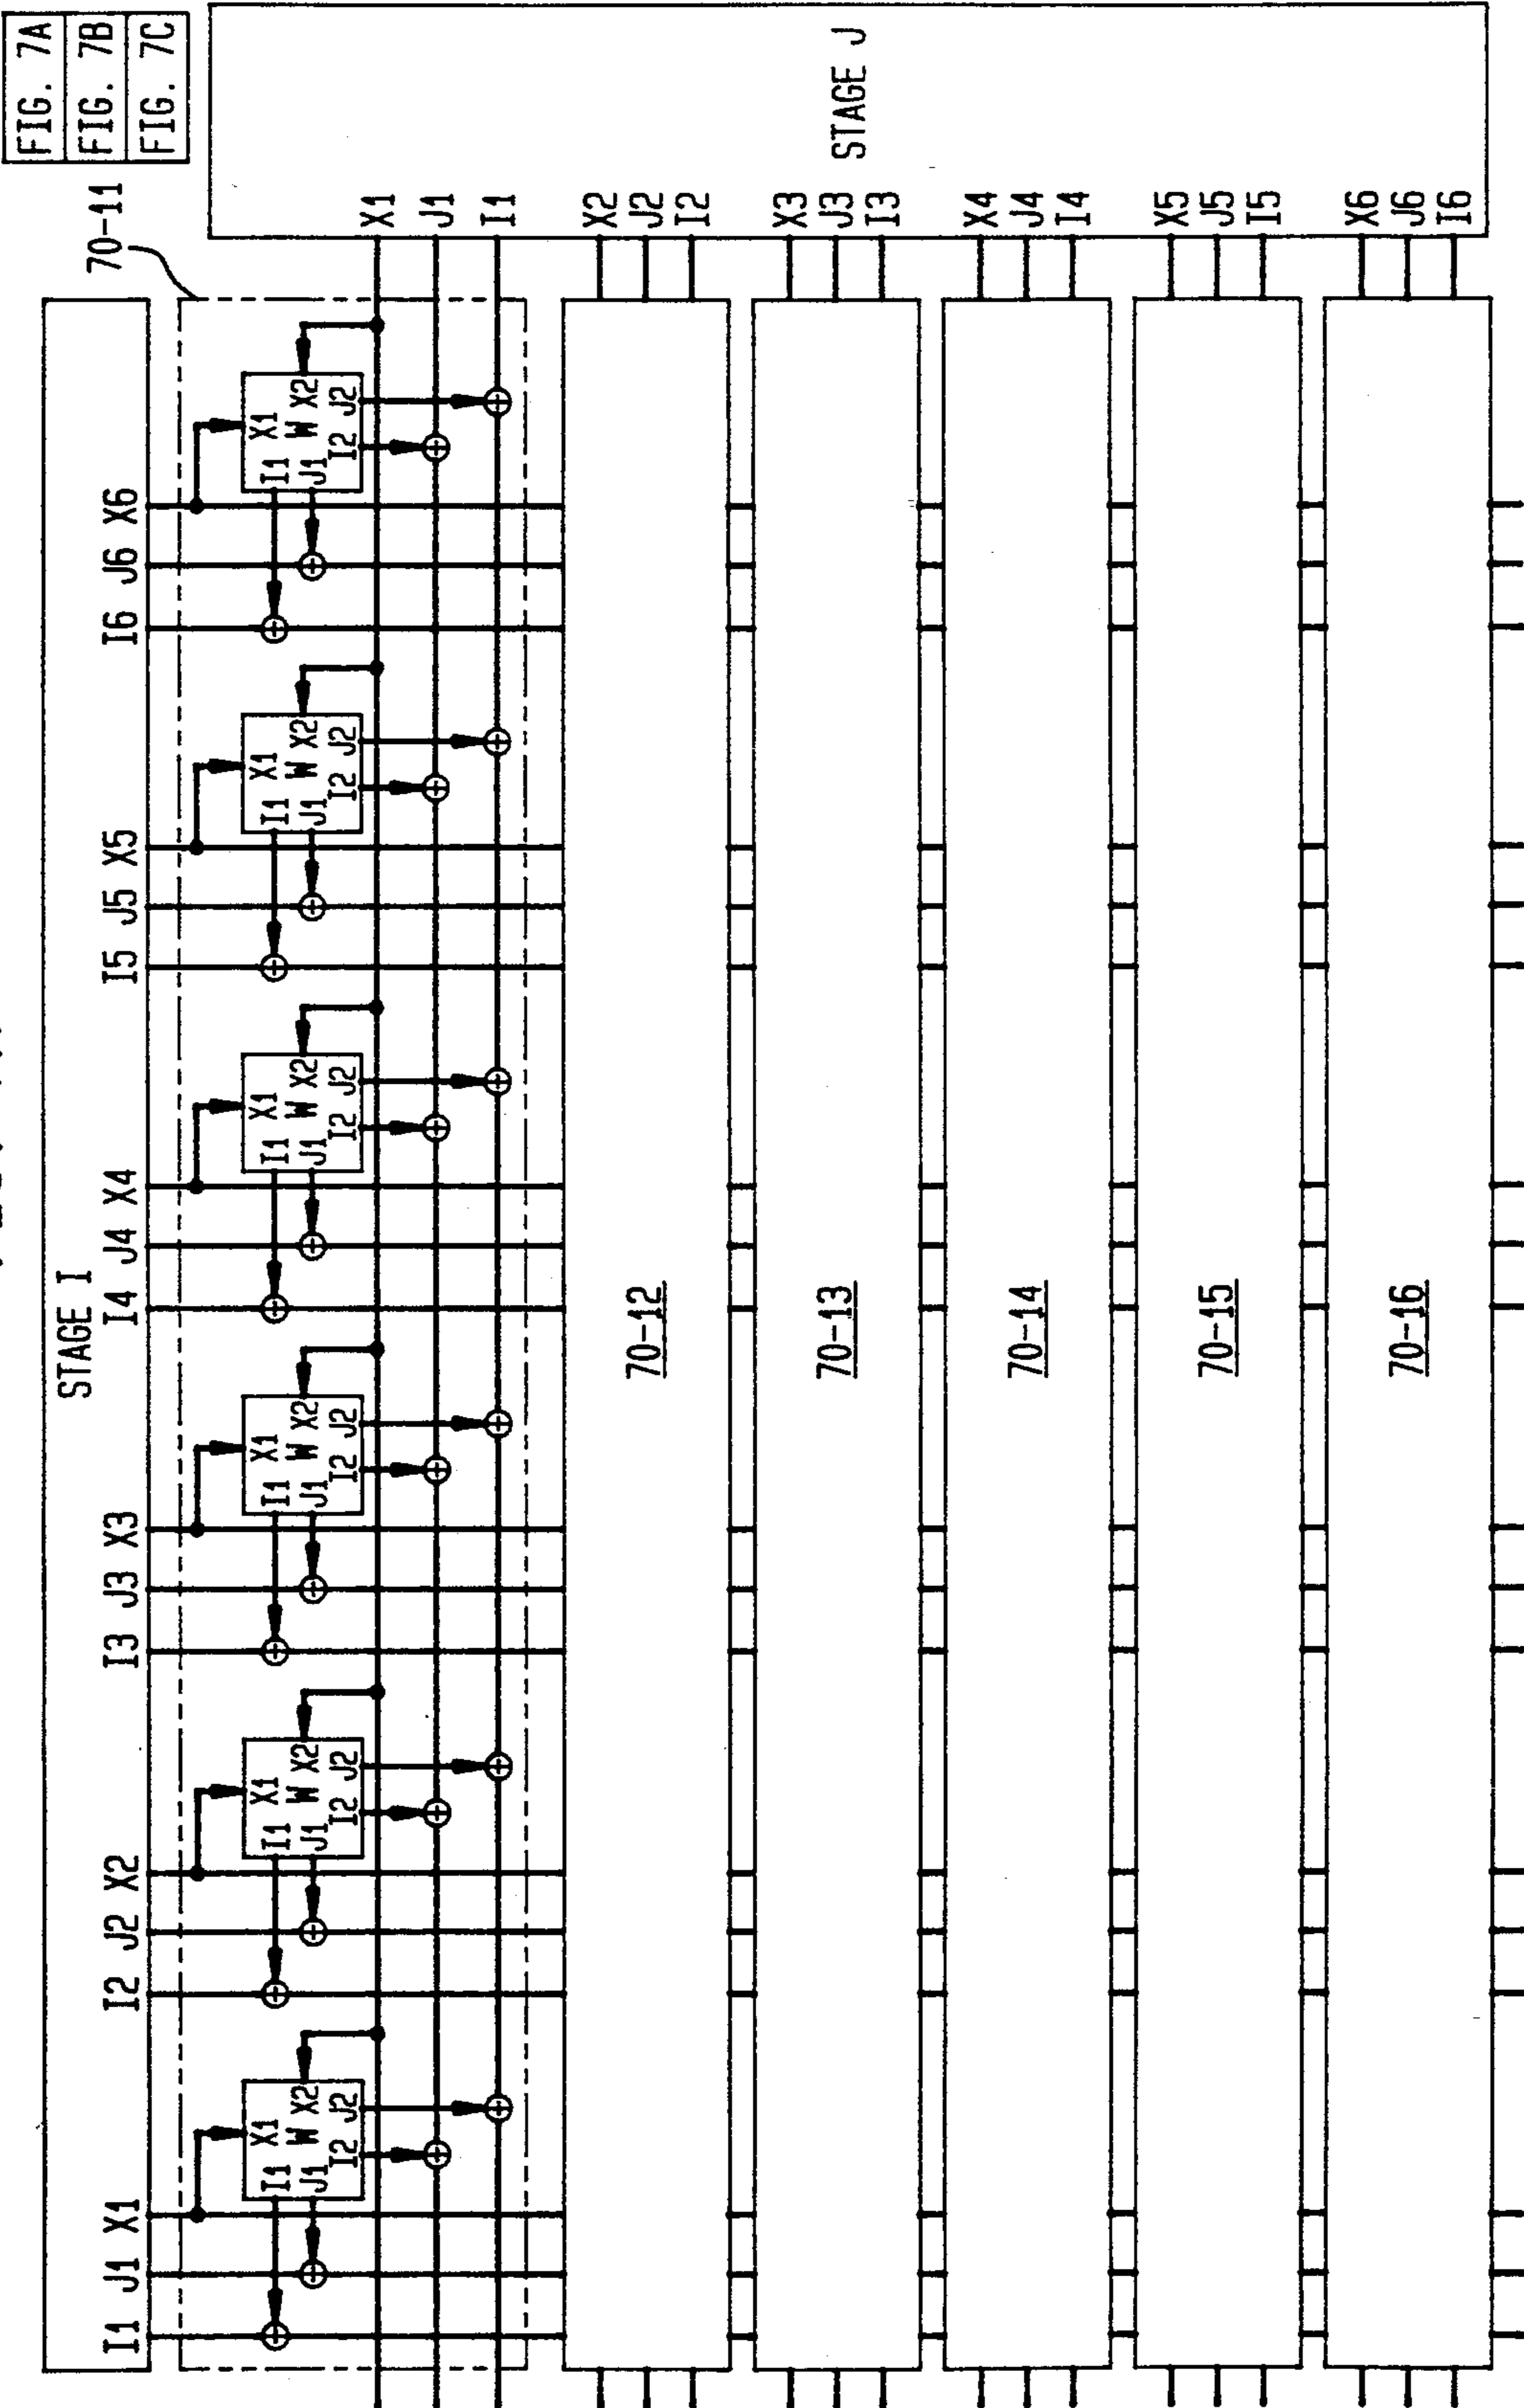 FIG. 7A
FIG. 7B
FIG. 7C
STAGE I
I1 J1 X1 I2 J2 X2 I3 J3 X3 I4 J4 X4 I5 J5 X5 I6 J6 X6
70-11
I1 X1
J1 W X2
I2 J2
I1 X1
J1 W X2
I2 J2
I1 X1
J1 W X2
I2 J2
I1 X1
J1 W X2
I2 J2
I1 X1
J1 W X2
I2 J2
I1 X1
J1 W X2
I2 J2
X1
J1
I1
70-12
X2
J2
I2
70-13
X3
J3
I3
70-14
X4
J4
I4
70-15
X5
J5
I5
70-16
X6
J6
I6
STAGE J